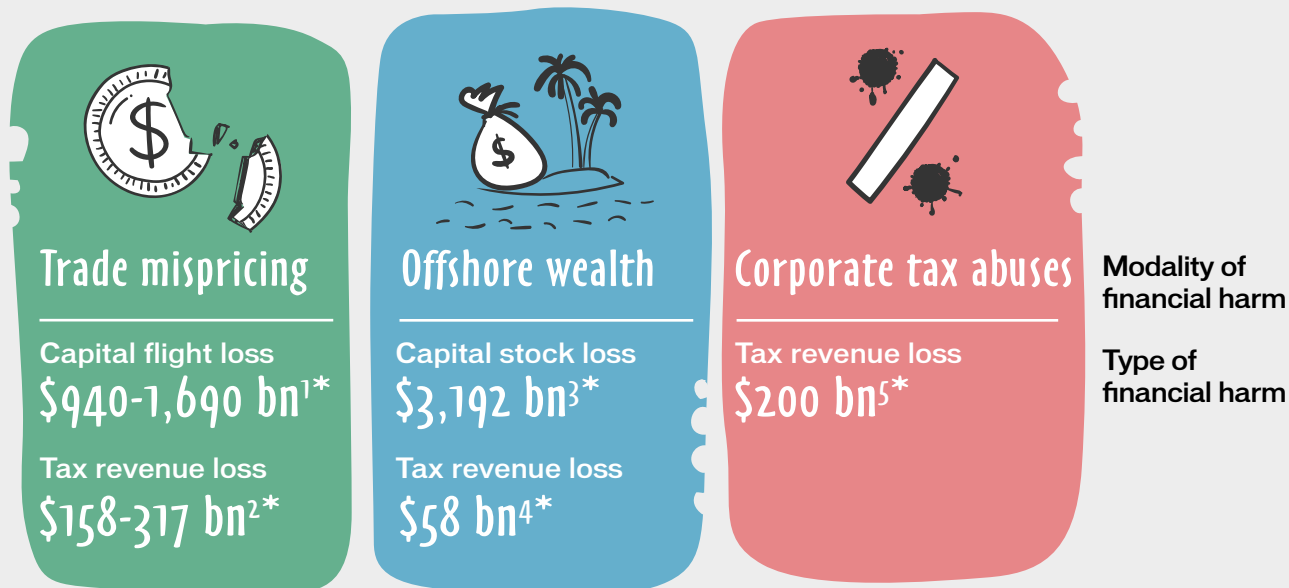 Trade mispricing
Capital flight loss
$940-1,690 bn¹*
Tax revenue loss
$158-317 bn²*
Offshore wealth
Capital stock loss
$3,192 bn³*
Tax revenue loss
$58 bn⁴*
Corporate tax abuses
Tax revenue loss
$200 bn⁵*
Modality of
financial harm
Type of
financial harm